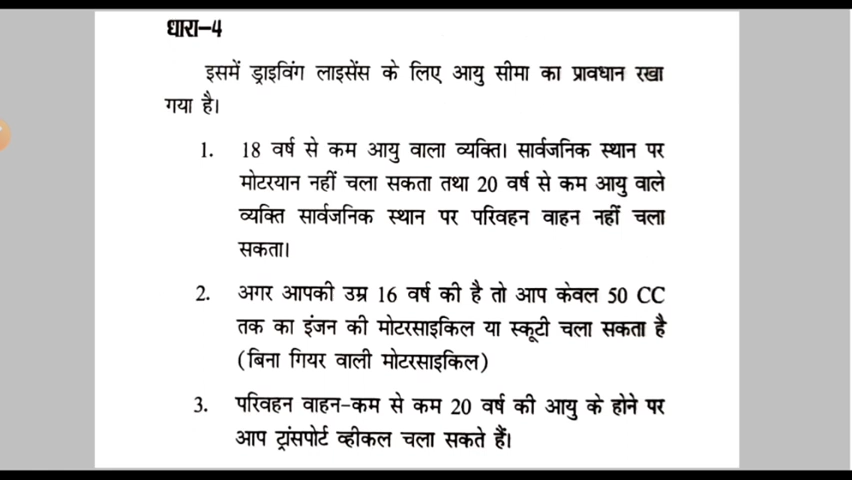 धारा-4
इसमें ड्राइविंग लाइसेंस के लिए आयु सीमा का प्रावधान रखा
गया है।
1. 18 वर्ष से कम आयु वाला व्यक्ति। सार्वजनिक स्थान पर
मोटरयान नहीं चला सकता तथा 20 वर्ष से कम आयु वाले
व्यक्ति सार्वजनिक स्थान पर परिवहन वाहन नहीं चला
सकता।
2. अगर आपकी उम्र 16 वर्ष की है तो आप केवल 50 CC
तक का इंजन की मोटरसाइकिल या स्कूटी चला सकता है
(बिना गियर वाली मोटरसाइकिल)
3. परिवहन वाहन-कम से कम 20 वर्ष की आयु के होने पर
आप ट्रांसपोर्ट व्हीकल चला सकते हैं।